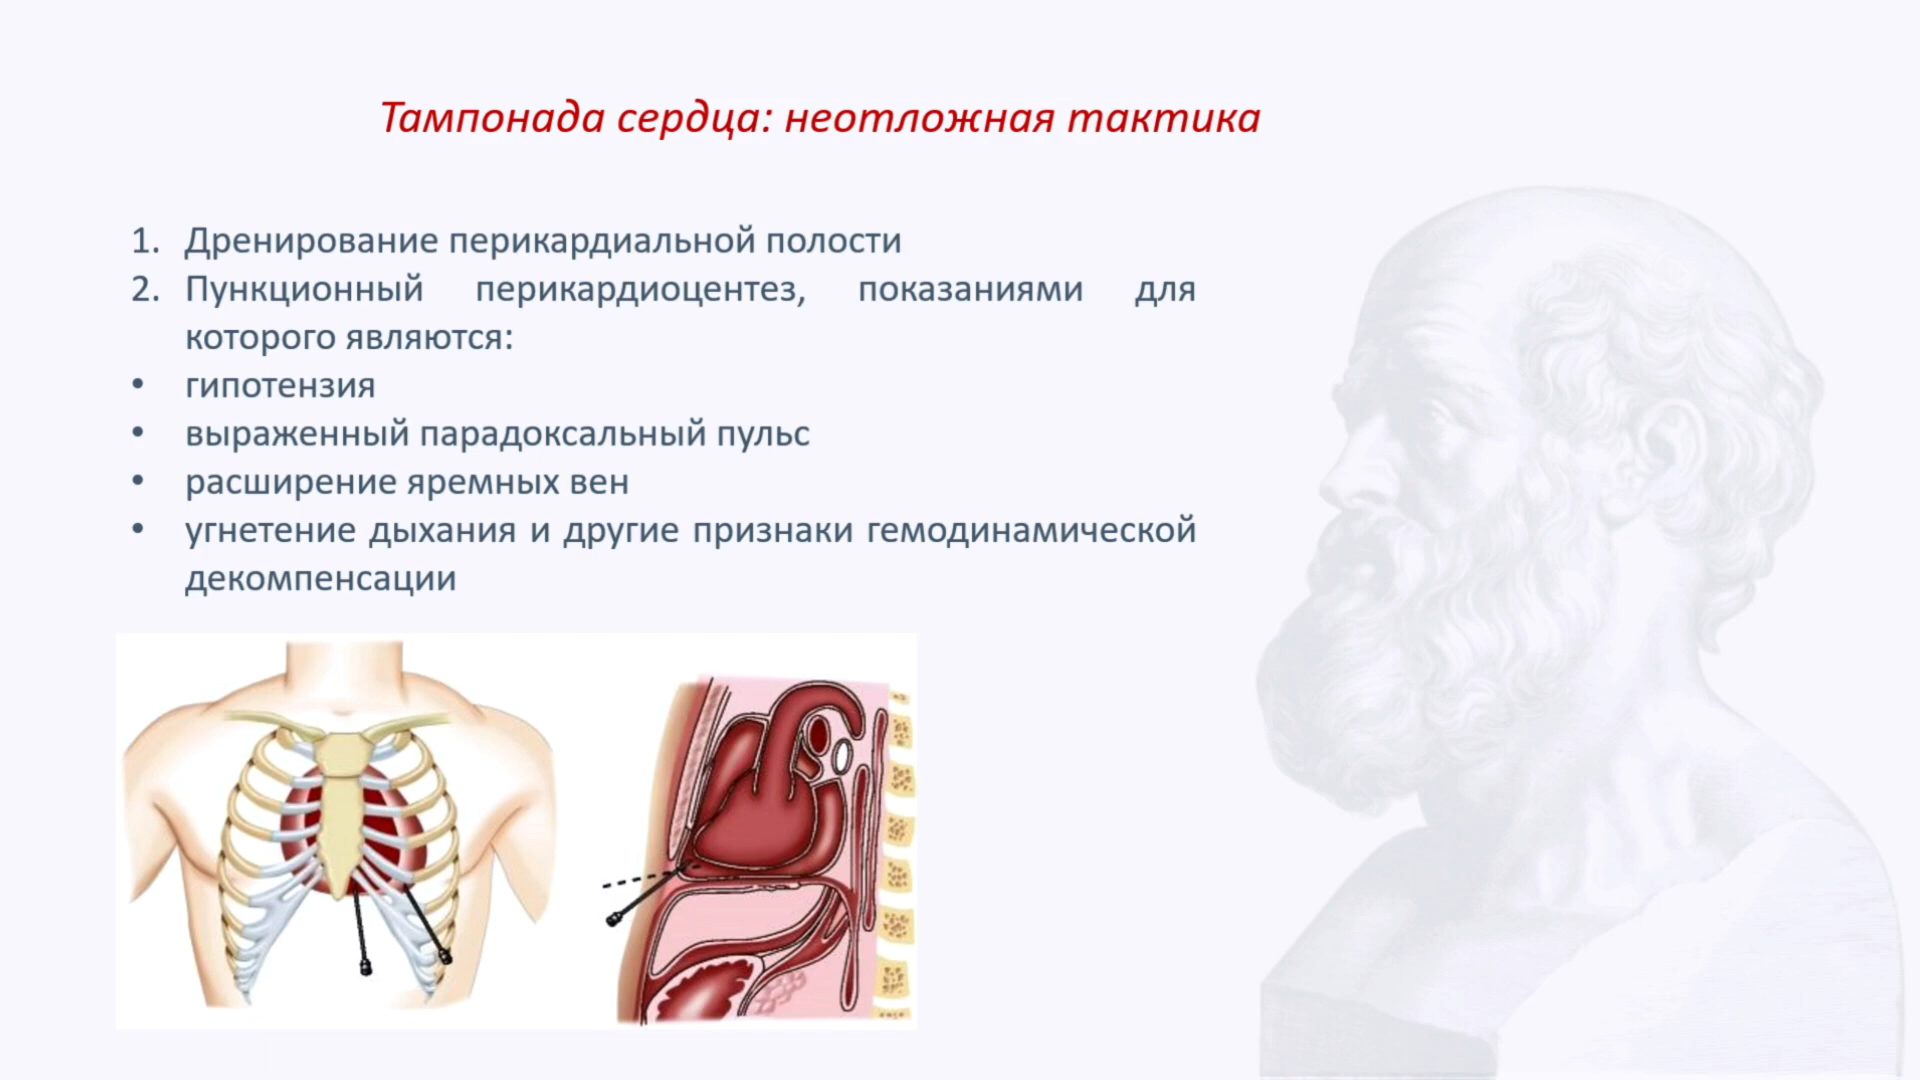 Тампонада сердца: неотложная тактика
1. Дренирование перикардиальной полости
2. Пункционный перикардиоцентез, показаниями для
которого являются:
• гипотензия
• выраженный парадоксальный пульс
• расширение яремных вен
• угнетение дыхания и другие признаки гемодинамической
декомпенсации